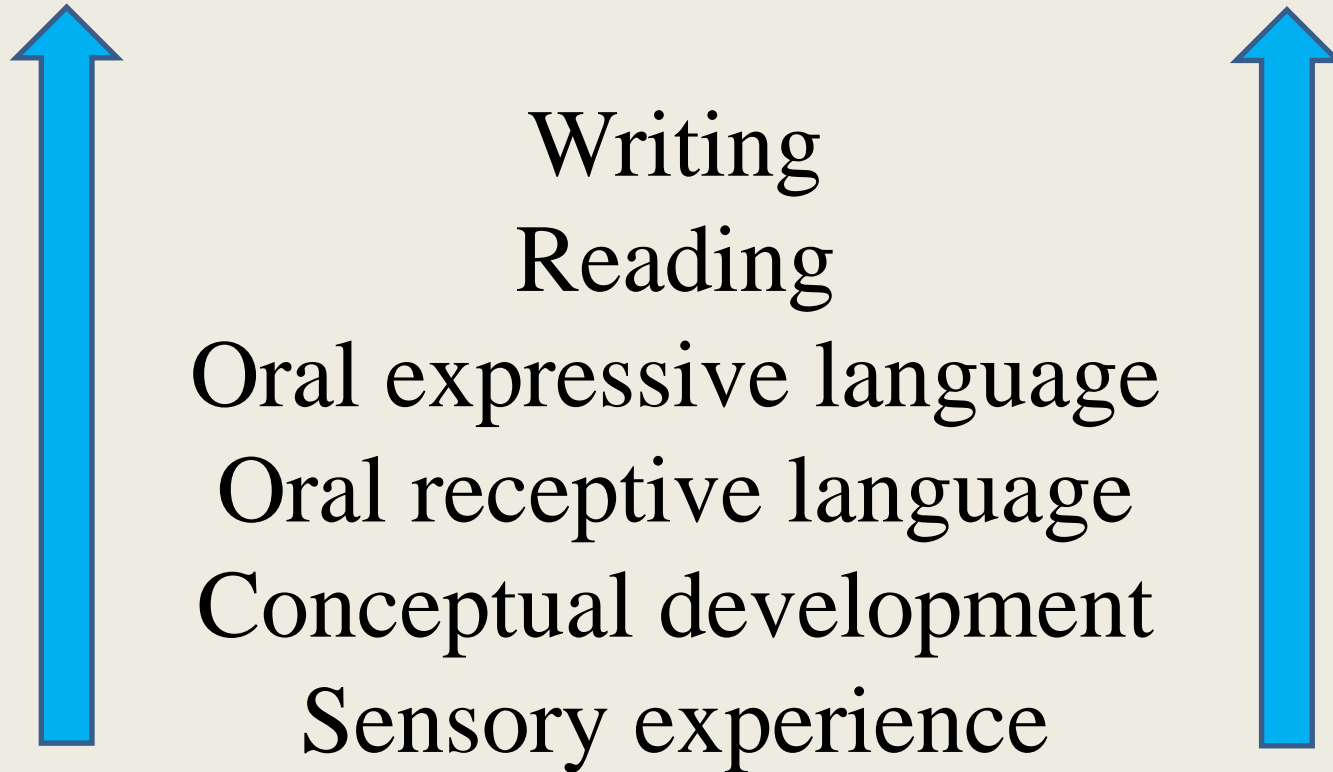 Writing
Reading
Oral expressive language
Oral receptive language
Conceptual development
Sensory experience